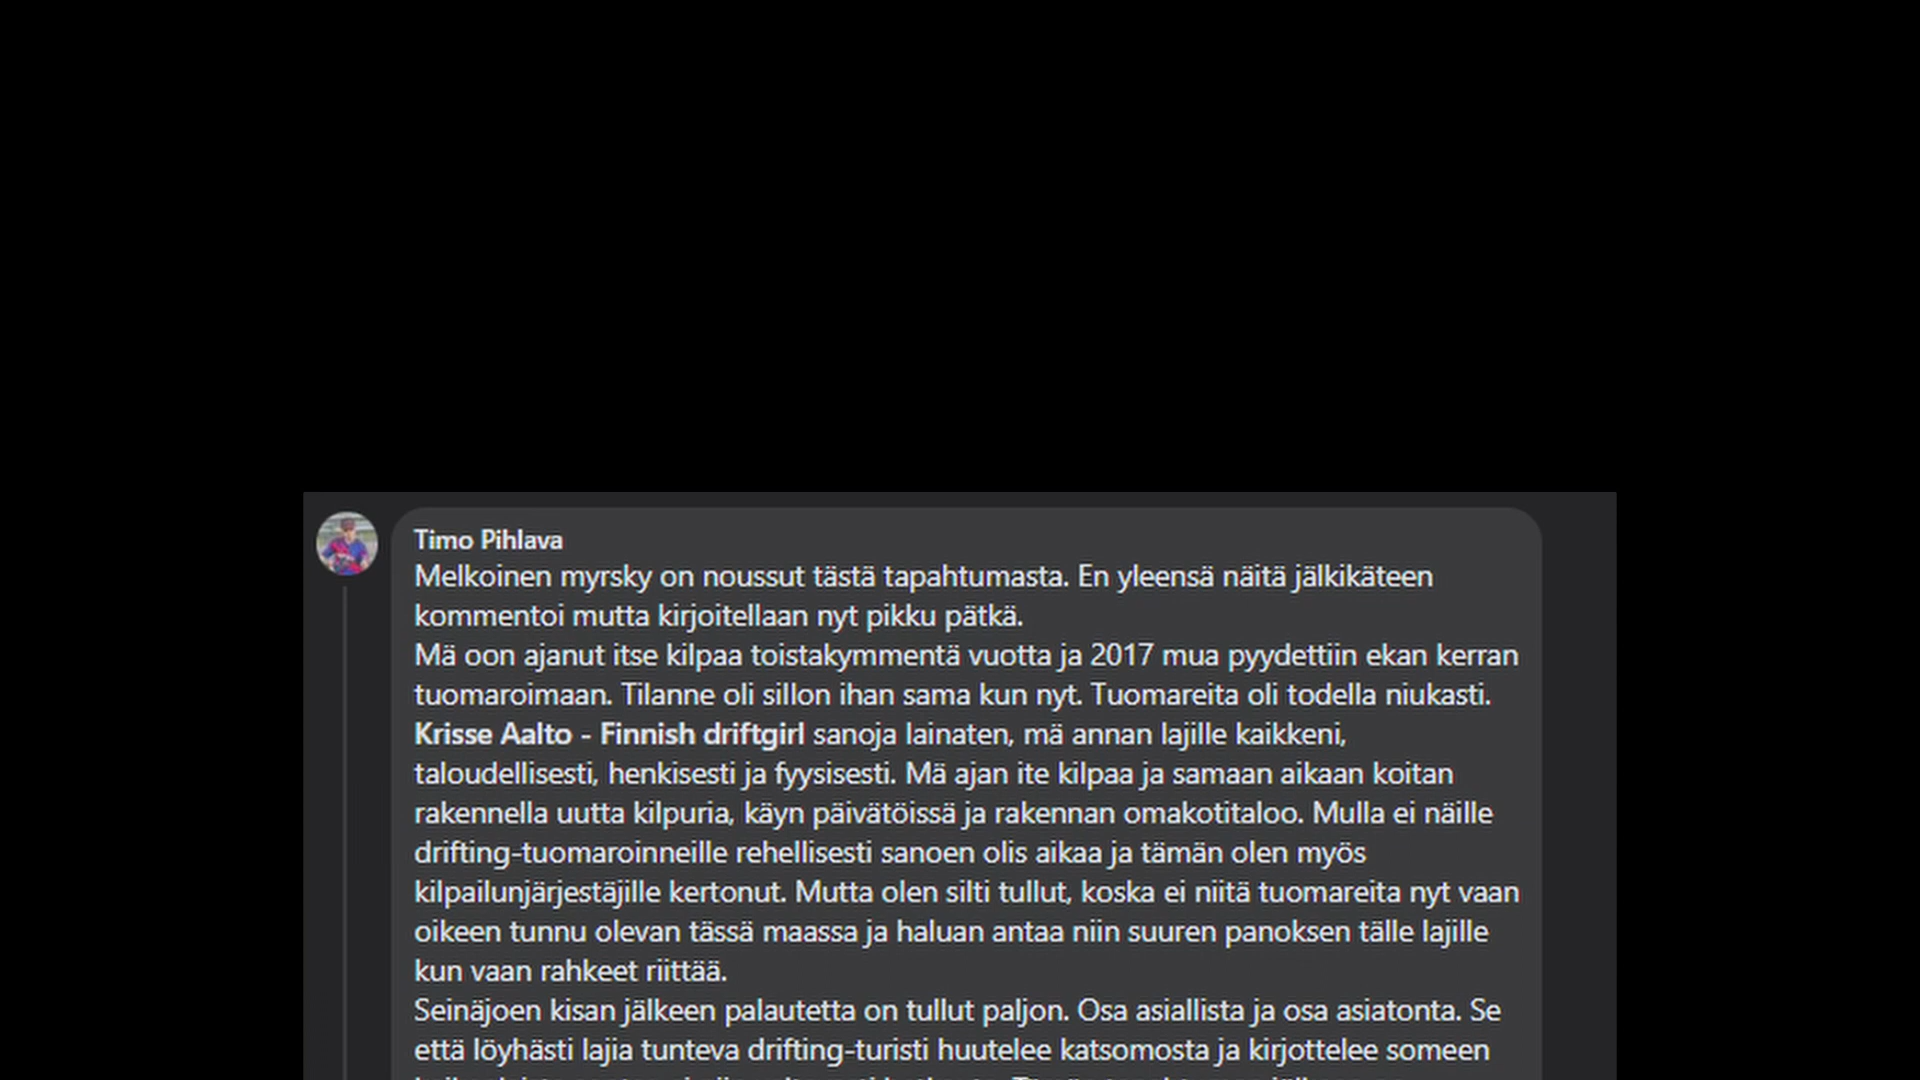 Timo Pihlava
Melkoinen myrsky on noussut tästä tapahtumasta. En yleensä näitä jälkikäteen
kommentoi mutta kirjoitellaan nyt pikku pätkä.
Mä oon ajanut itse kilpaa toistakymmentä vuotta ja 2017 mua pyydettiin ekan kerran
tuomaroimaan. Tilanne oli sillon ihan sama kun nyt. Tuomareita oli todella niukasti.
Krisse Aalto - Finnish driftgirl sanoja lainaten, mä annan lajille kaikkeni,
taloudellisesti, henkisesti ja fyysisesti. Mä ajan ite kilpaa ja samaan aikaan koitan
rakennella uutta kilpuria, käyn päivätöissä ja rakennan omakotitaloo. Mulla ei näille
drifting-tuomaroinneille rehellisesti sanoen olis aikaa ja tämän olen myös
kilpailunjärjestäjille kertonut. Mutta olen silti tullut, koska ei niitä tuomareita nyt vaan
oikeen tunnu olevan tässä maassa ja haluan antaa niin suuren panoksen tälle lajille
kun vaan rahkeet riittää.
Seinäjoen kisan jälkeen palautetta on tullut paljon. Osa asiallista ja osa asiatonta. Se
että löyhästi lajia tunteva drifting-turisti huutelee katsomosta ja kirjottelee someen